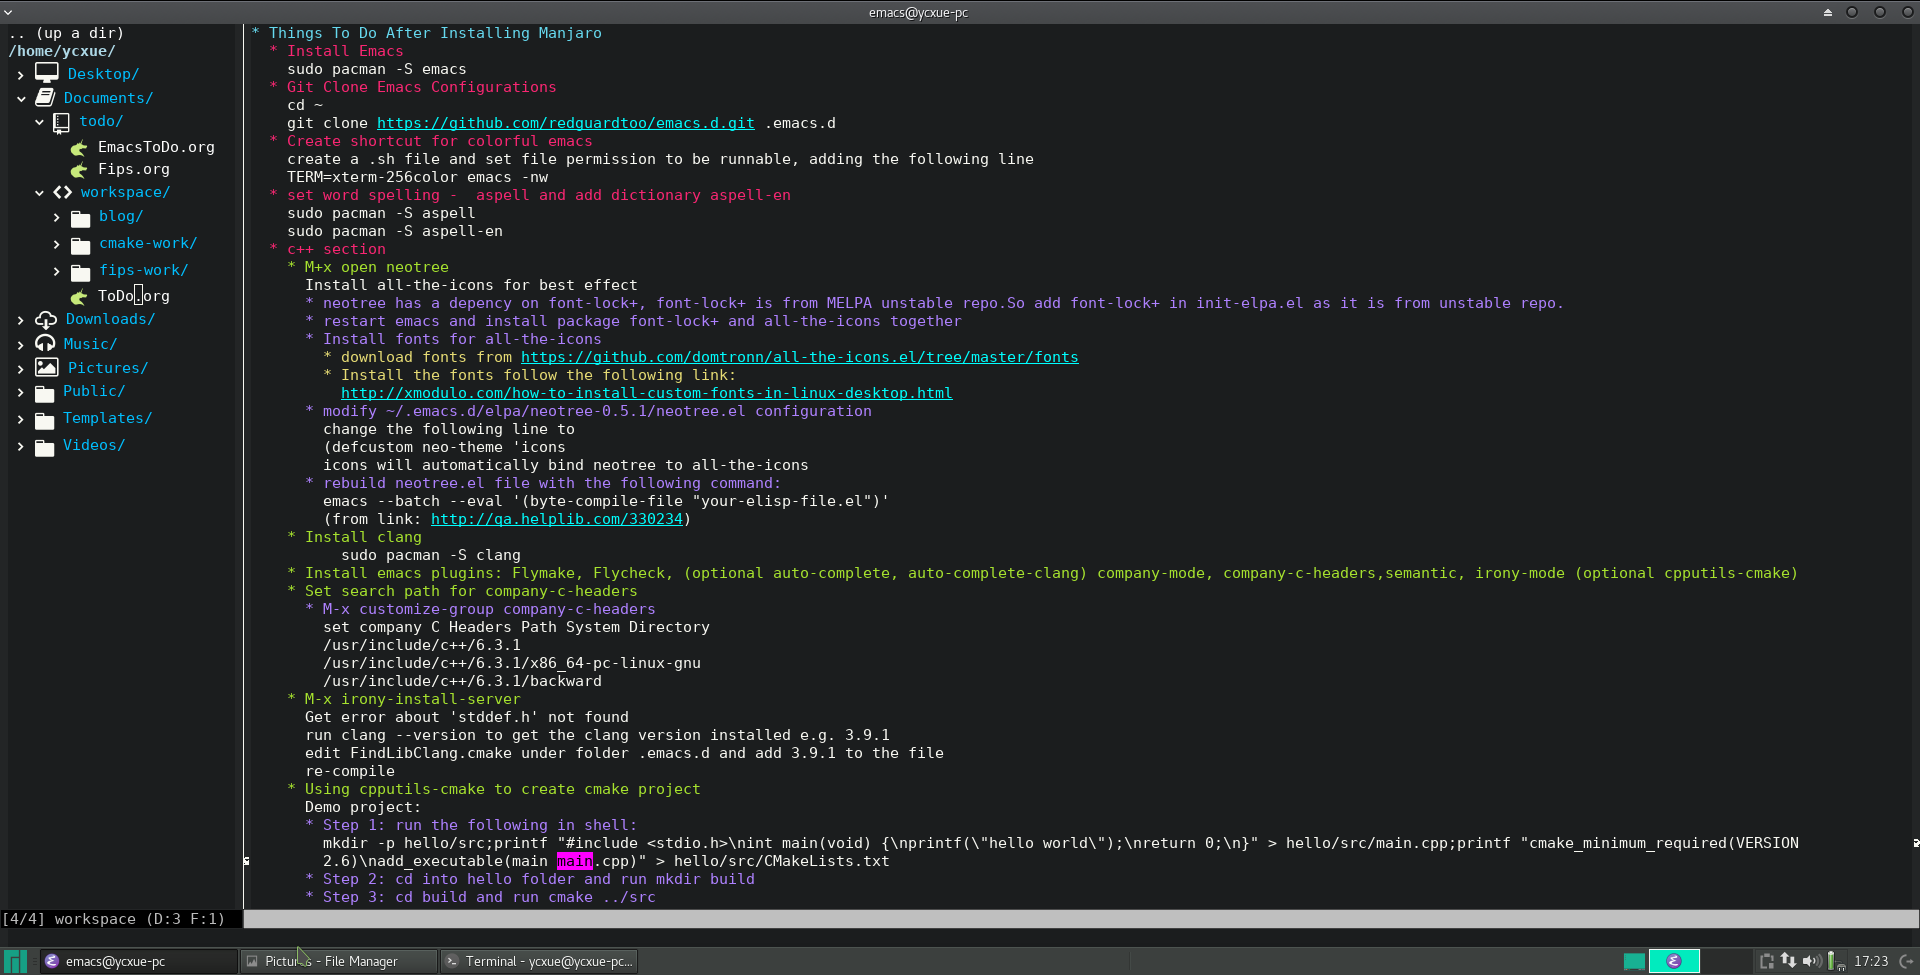 emacs@ycxue-pc
.. (up a dir)
/home/ycxue/
Desktop/
Documents/
todo/
EmacsToDo.org
Fips.org
workspace/
blog/
cmake-work/
fips-work/
ToDo.org
Downloads/
Music/
Pictures/
Public/
Templates/
Videos/
* Things To Do After Installing Manjaro
* Install Emacs
sudo pacman -S emacs
* Git Clone Emacs Configurations
cd ~
git clone https://github.com/redguardtoo/emacs.d.git .emacs.d
* Create shortcut for colorful emacs
create a .sh file and set file permission to be runnable, adding the following line
TERM=xterm-256color emacs -nw
* set word spelling -  aspell and add dictionary aspell-en
sudo pacman -S aspell
sudo pacman -S aspell-en
* c++ section
* M+x open neotree
Install all-the-icons for best effect
* neotree has a depency on font-lock+, font-lock+ is from MELPA unstable repo.So add font-lock+ in init-elpa.el as it is from unstable repo.
* restart emacs and install package font-lock+ and all-the-icons together
* Install fonts for all-the-icons
* download fonts from https://github.com/domtronn/all-the-icons.el/tree/master/fonts
* Install the fonts follow the following link:
http://xmodulo.com/how-to-install-custom-fonts-in-linux-desktop.html
* modify ~/.emacs.d/elpa/neotree-0.5.1/neotree.el configuration
change the following line to
(defcustom neo-theme 'icons
icons will automatically bind neotree to all-the-icons
* rebuild neotree.el file with the following command:
emacs --batch --eval '(byte-compile-file "your-elisp-file.el")'
(from link: http://qa.helplib.com/330234)
* Install clang
sudo pacman -S clang
* Install emacs plugins: Flymake, Flycheck, (optional auto-complete, auto-complete-clang) company-mode, company-c-headers,semantic, irony-mode (optional cpputils-cmake)
* Set search path for company-c-headers
* M-x customize-group company-c-headers
set company C Headers Path System Directory
/usr/include/c++/6.3.1
/usr/include/c++/6.3.1/x86_64-pc-linux-gnu
/usr/include/c++/6.3.1/backward
* M-x irony-install-server
Get error about 'stddef.h' not found
run clang --version to get the clang version installed e.g. 3.9.1
edit FindLibClang.cmake under folder .emacs.d and add 3.9.1 to the file
re-compile
* Using cpputils-cmake to create cmake project
Demo project:
* Step 1: run the following in shell:
mkdir -p hello/src;printf "#include <stdio.h>\nint main(void) {\nprintf(\"hello world\");\nreturn 0;\n}" > hello/src/main.cpp;printf "cmake_minimum_required(VERSION
2.6)\nadd_executable(main main.cpp)" > hello/src/CMakeLists.txt
* Step 2: cd into hello folder and run mkdir build
* Step 3: cd build and run cmake ../src
[4/4] workspace (D:3 F:1)
emacs@ycxue-pc
Pictures - File Manager
Terminal - ycxue@ycxue-pc...
17:23